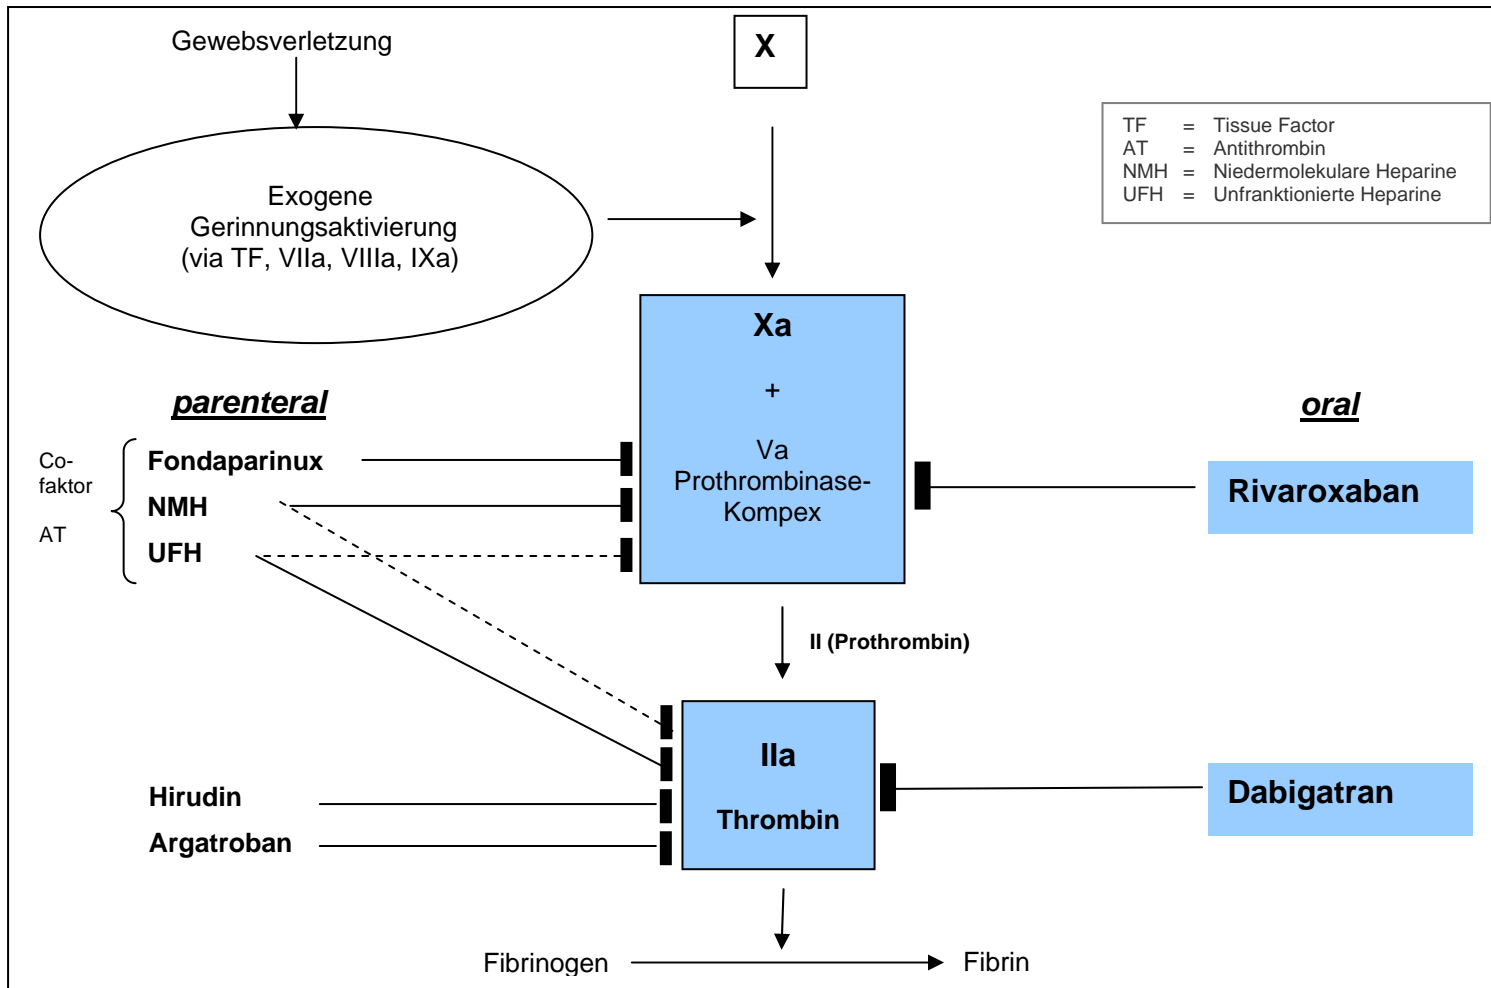 Gewebsverletzung
X
TF = Tissue Factor
AT = Antithrombin
NMH = Niedermolekulare Heparine
UFH = Unfranktionierte Heparine
Exogene
Gerinnungsaktivierung
(via TF, VIIa, VIIIa, IXa)
Xa
+
Va
Prothrombinase-
Kompex
parenteral
oral
Co-
faktor
AT
Fondaparinux
NMH
UFH
Rivaroxaban
II (Prothrombin)
IIa
Thrombin
Hirudin
Argatroban
Dabigatran
Fibrinogen
Fibrin